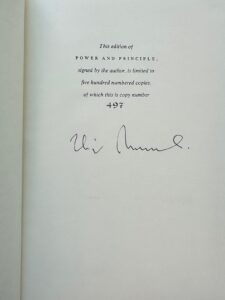 This edition of
POWER AND PRINCIPLE,
signed by the author, is limited to
five hundred numbered copies,
of which this is copy number
497